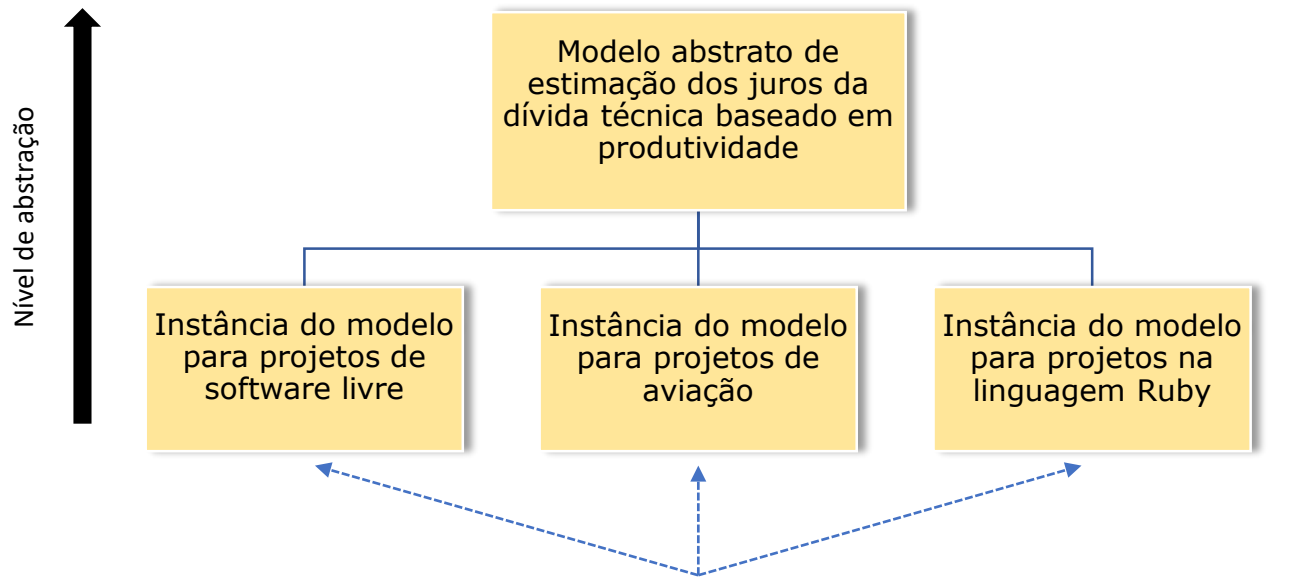 Nível de abstração
Modelo abstrato de
estimação dos juros da
dívida técnica baseado em
produtividade
Instância do modelo
para projetos de
software livre
Instância do modelo
para projetos de
aviação
Instância do modelo
para projetos na
linguagem Ruby